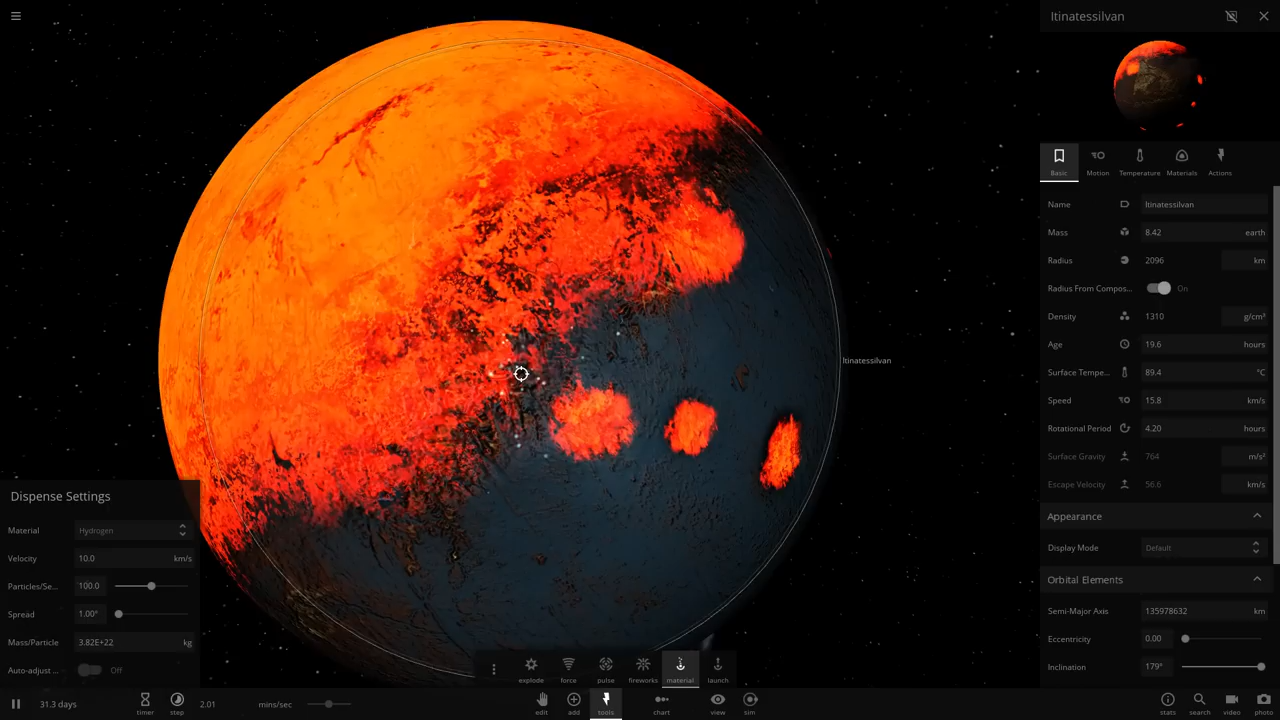 Itinatessilvan
Basic
Motion
Temperature
Materials
Actions
Name Itinatessilvan
Mass 8.42 earth
Radius 2096 km
Radius From Compos... On
Density 1310 g/cm³
Age 19.6 hours
Itinatessilvan
Surface Tempe... 89.4 °C
Speed 15.8 km/s
Rotational Period 4.20 hours
Surface Gravity 764 m/s²
Escape Velocity 56.6 km/s
Appearance
Display Mode Default
Orbital Elements
Semi-Major Axis 135978632 km
Eccentricity 0.00
Inclination 179°
Dispense Settings
Material Hydrogen
Velocity 10.0 km/s
Particles/Se... 100.0
Spread 1.00°
Mass/Particle 3.82E+22 kg
Auto-adjust ... Off
explode force pulse fireworks material launch
31.3 days timer step 2.01 mins/sec edit add tools chart view sim stats search video photo